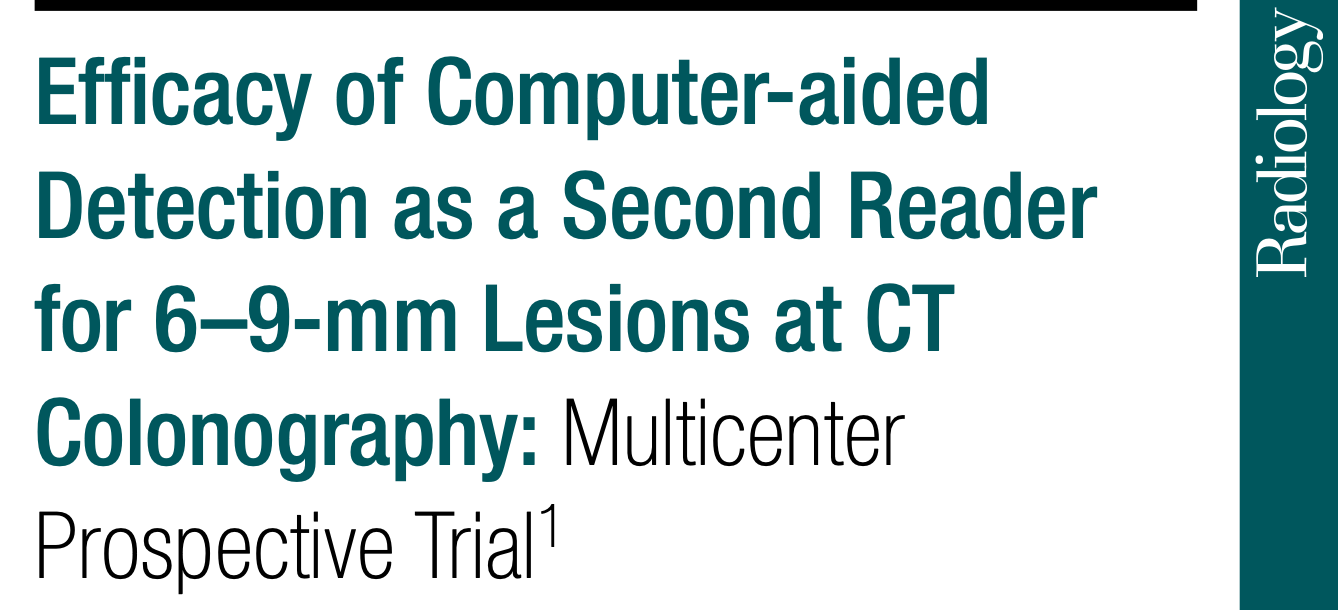 Efficacy of Computer-aided
Detection as a Second Reader
for 6–9-mm Lesions at CT
Colonography: Multicenter
Prospective Trial¹
Radiology